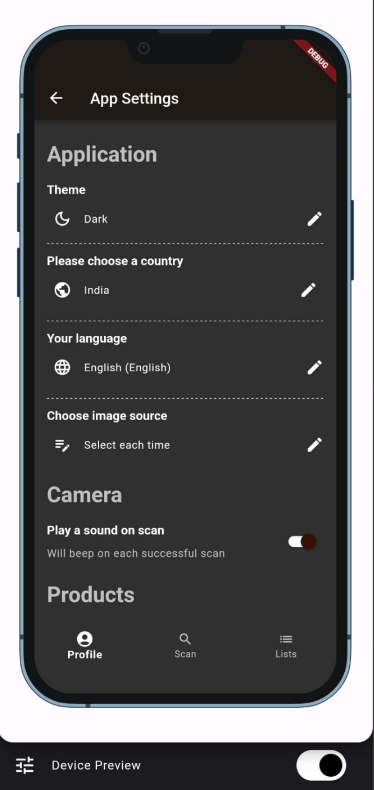 DEBUG
App Settings
Application
Theme
Dark
Please choose a country
India
Your language
English (English)
Choose image source
Select each time
Camera
Play a sound on scan
Will beep on each successful scan
Products
Profile
Scan
Lists
Device Preview